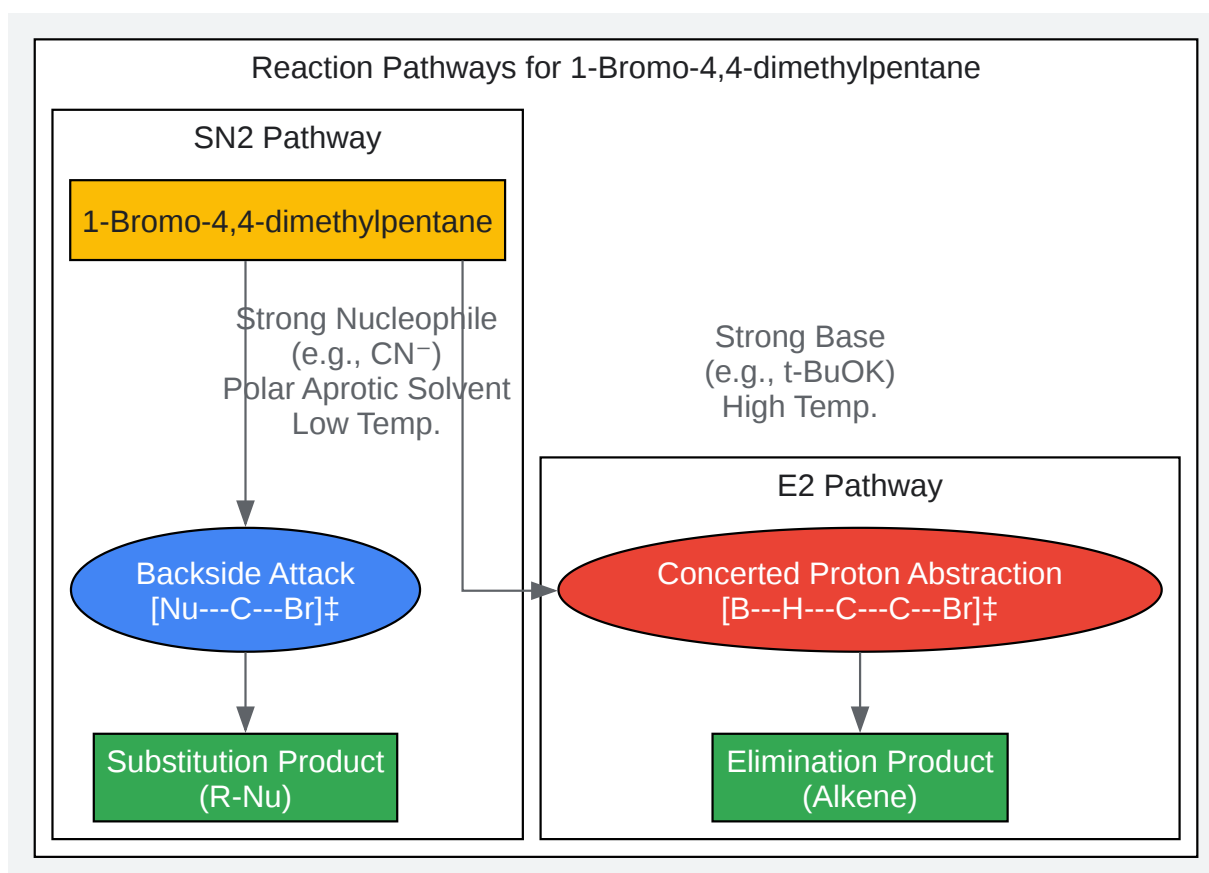 Reaction Pathways for 1-Bromo-4,4-dimethylpentane
SN2 Pathway
1-Bromo-4,4-dimethylpentane
Strong Nucleophile
(e.g., CN⁻)
Polar Aprotic Solvent
Low Temp.
Strong Base
(e.g., t-BuOK)
High Temp.
E2 Pathway
Backside Attack
[Nu---C---Br]‡
Concerted Proton Abstraction
[B---H---C---C---Br]‡
Substitution Product
(R-Nu)
Elimination Product
(Alkene)